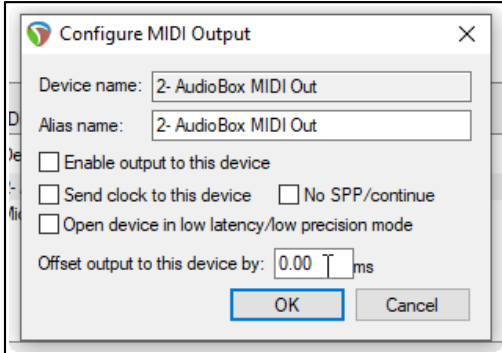 Configure MIDI Output
Device name: 2- AudioBox MIDI Out
Alias name: 2- AudioBox MIDI Out
Enable output to this device
Send clock to this device No SPP/continue
Open device in low latency/low precision mode
Offset output to this device by: 0.00 ms
OK Cancel